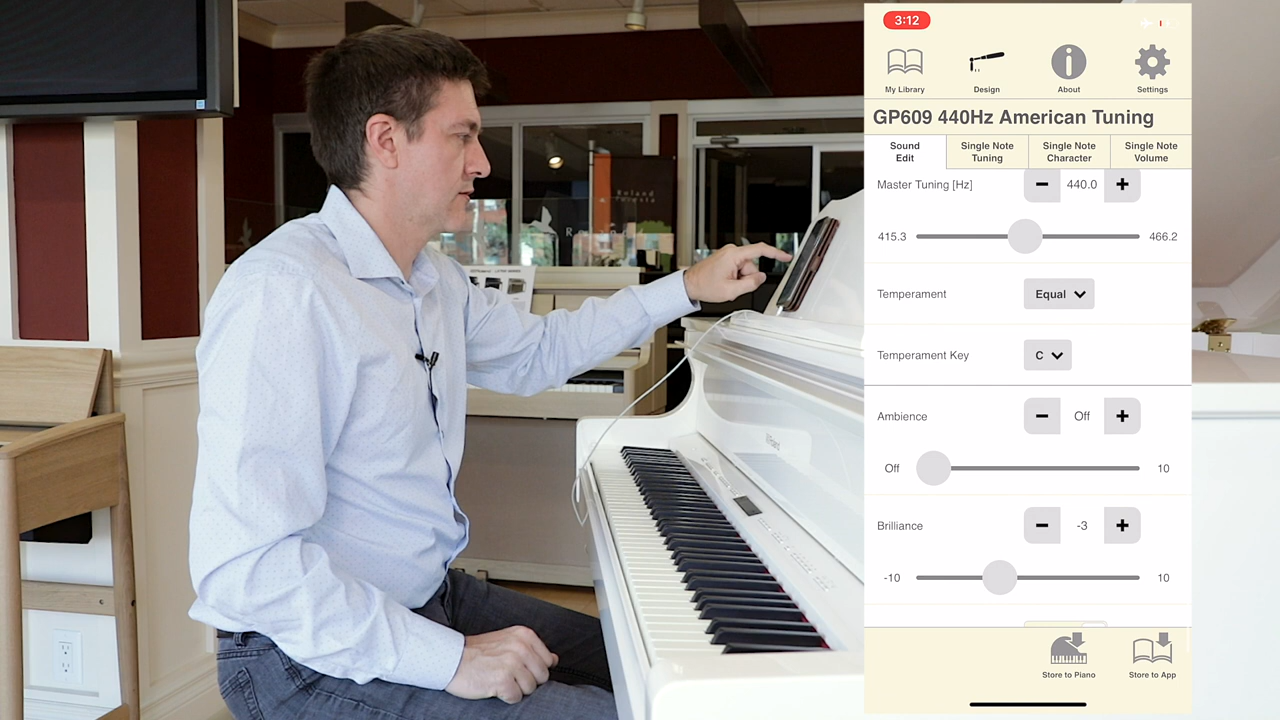 3:12
My Library
Design
About
Settings
GP609 440Hz American Tuning
Sound
Edit
Single Note
Tuning
Single Note
Character
Single Note
Volume
Master Tuning [Hz]
440.0
415.3
466.2
Temperament
Equal
Temperament Key
C
Ambience
Off
Off
10
Brilliance
-3
-10
10
Store to Piano
Store to App
Roland